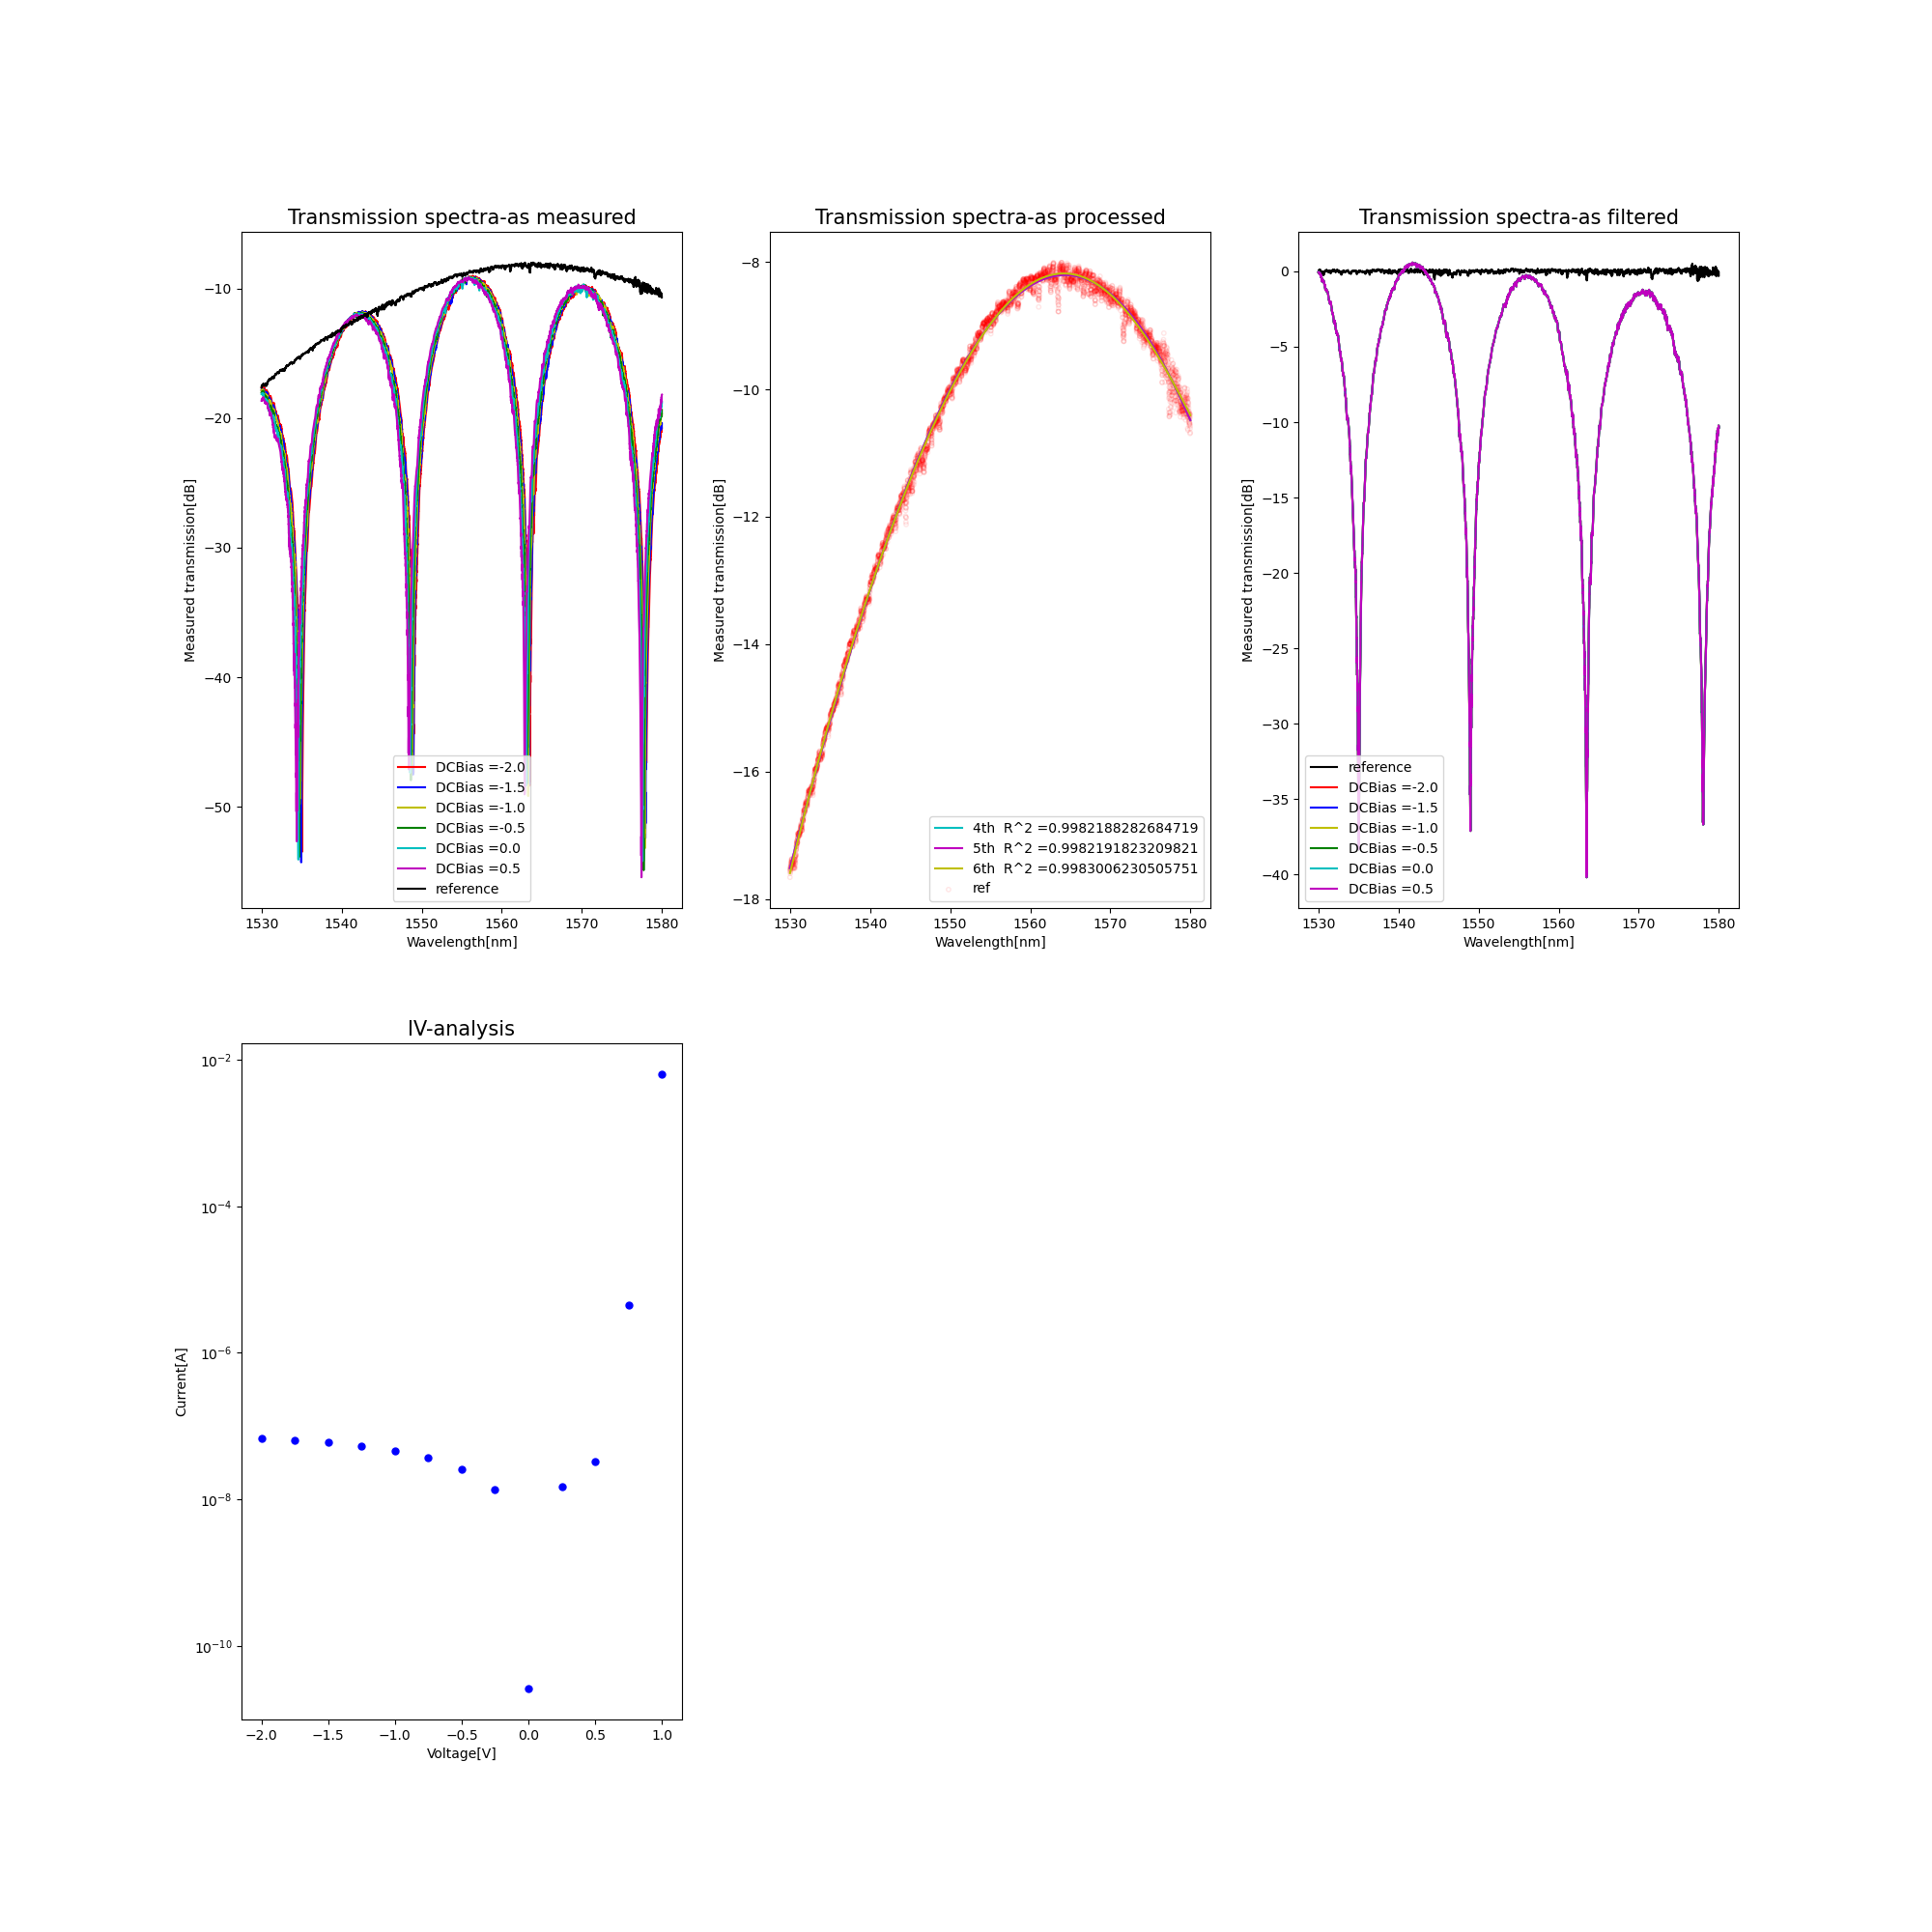 Transmission spectra-as measured
Measured transmission[dB]
−10
−20
−30
−40
−50
DCBias =-2.0
DCBias =-1.5
DCBias =-1.0
DCBias =-0.5
DCBias =0.0
DCBias =0.5
reference
1530 1540 1550 1560 1570 1580
Wavelength[nm]
Transmission spectra-as processed
Measured transmission[dB]
−8
−10
−12
−14
−16
−18
4th R^2 =0.9982188282684719
5th R^2 =0.9982191823209821
6th R^2 =0.9983006230505751
ref
1530 1540 1550 1560 1570 1580
Wavelength[nm]
Transmission spectra-as filtered
Measured transmission[dB]
0
−5
−10
−15
−20
−25
−30
−35
−40
reference
DCBias =-2.0
DCBias =-1.5
DCBias =-1.0
DCBias =-0.5
DCBias =0.0
DCBias =0.5
1530 1540 1550 1560 1570 1580
Wavelength[nm]
IV-analysis
Current[A]
10⁻²
10⁻⁴
10⁻⁶
10⁻⁸
10⁻¹⁰
−2.0 −1.5 −1.0 −0.5 0.0 0.5 1.0
Voltage[V]